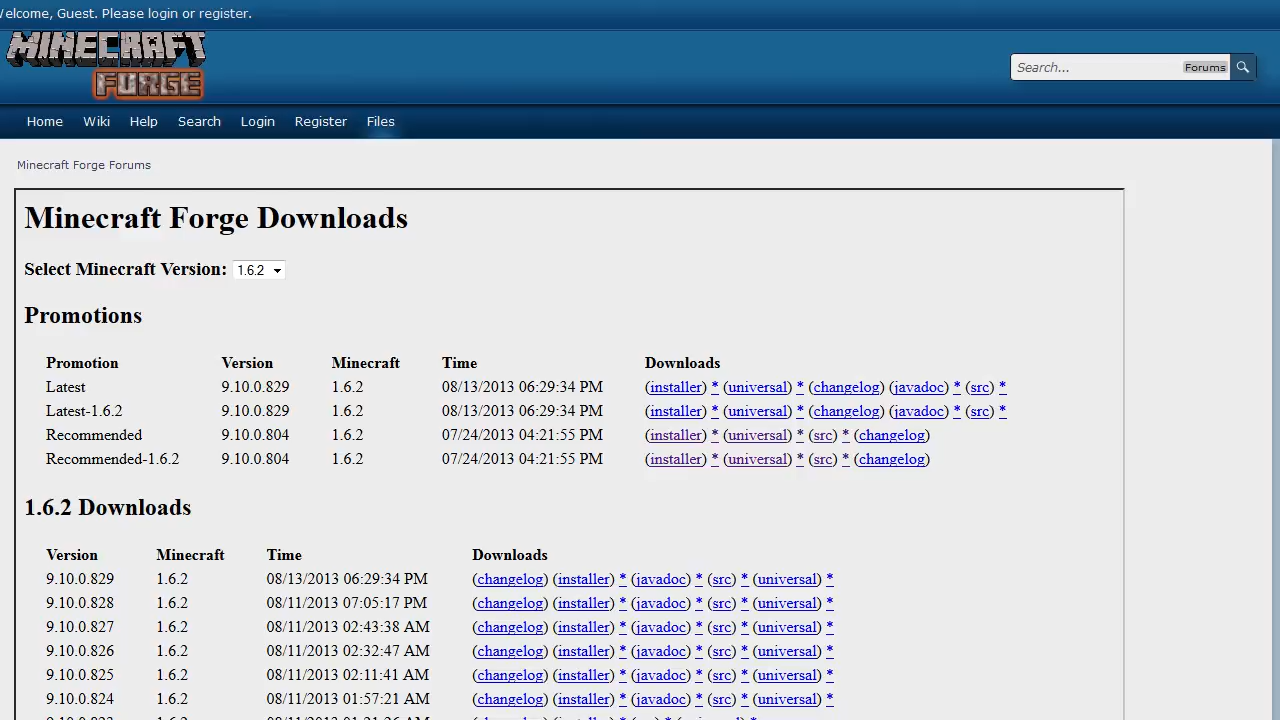 Welcome, Guest. Please login or register.
MINECRAFT
FORGE
Search... Forums
Home Wiki Help Search Login Register Files
Minecraft Forge Forums
Minecraft Forge Downloads
Select Minecraft Version: 1.6.2
Promotions
Promotion Version Minecraft Time Downloads
Latest 9.10.0.829 1.6.2 08/13/2013 06:29:34 PM (installer) * (universal) * (changelog) (javadoc) * (src) *
Latest-1.6.2 9.10.0.829 1.6.2 08/13/2013 06:29:34 PM (installer) * (universal) * (changelog) (javadoc) * (src) *
Recommended 9.10.0.804 1.6.2 07/24/2013 04:21:55 PM (installer) * (universal) * (src) * (changelog)
Recommended-1.6.2 9.10.0.804 1.6.2 07/24/2013 04:21:55 PM (installer) * (universal) * (src) * (changelog)
1.6.2 Downloads
Version Minecraft Time Downloads
9.10.0.829 1.6.2 08/13/2013 06:29:34 PM (changelog) (installer) * (javadoc) * (src) * (universal) *
9.10.0.828 1.6.2 08/11/2013 07:05:17 PM (changelog) (installer) * (javadoc) * (src) * (universal) *
9.10.0.827 1.6.2 08/11/2013 02:43:38 AM (changelog) (installer) * (javadoc) * (src) * (universal) *
9.10.0.826 1.6.2 08/11/2013 02:32:47 AM (changelog) (installer) * (javadoc) * (src) * (universal) *
9.10.0.825 1.6.2 08/11/2013 02:11:41 AM (changelog) (installer) * (javadoc) * (src) * (universal) *
9.10.0.824 1.6.2 08/11/2013 01:57:21 AM (changelog) (installer) * (javadoc) * (src) * (universal) *